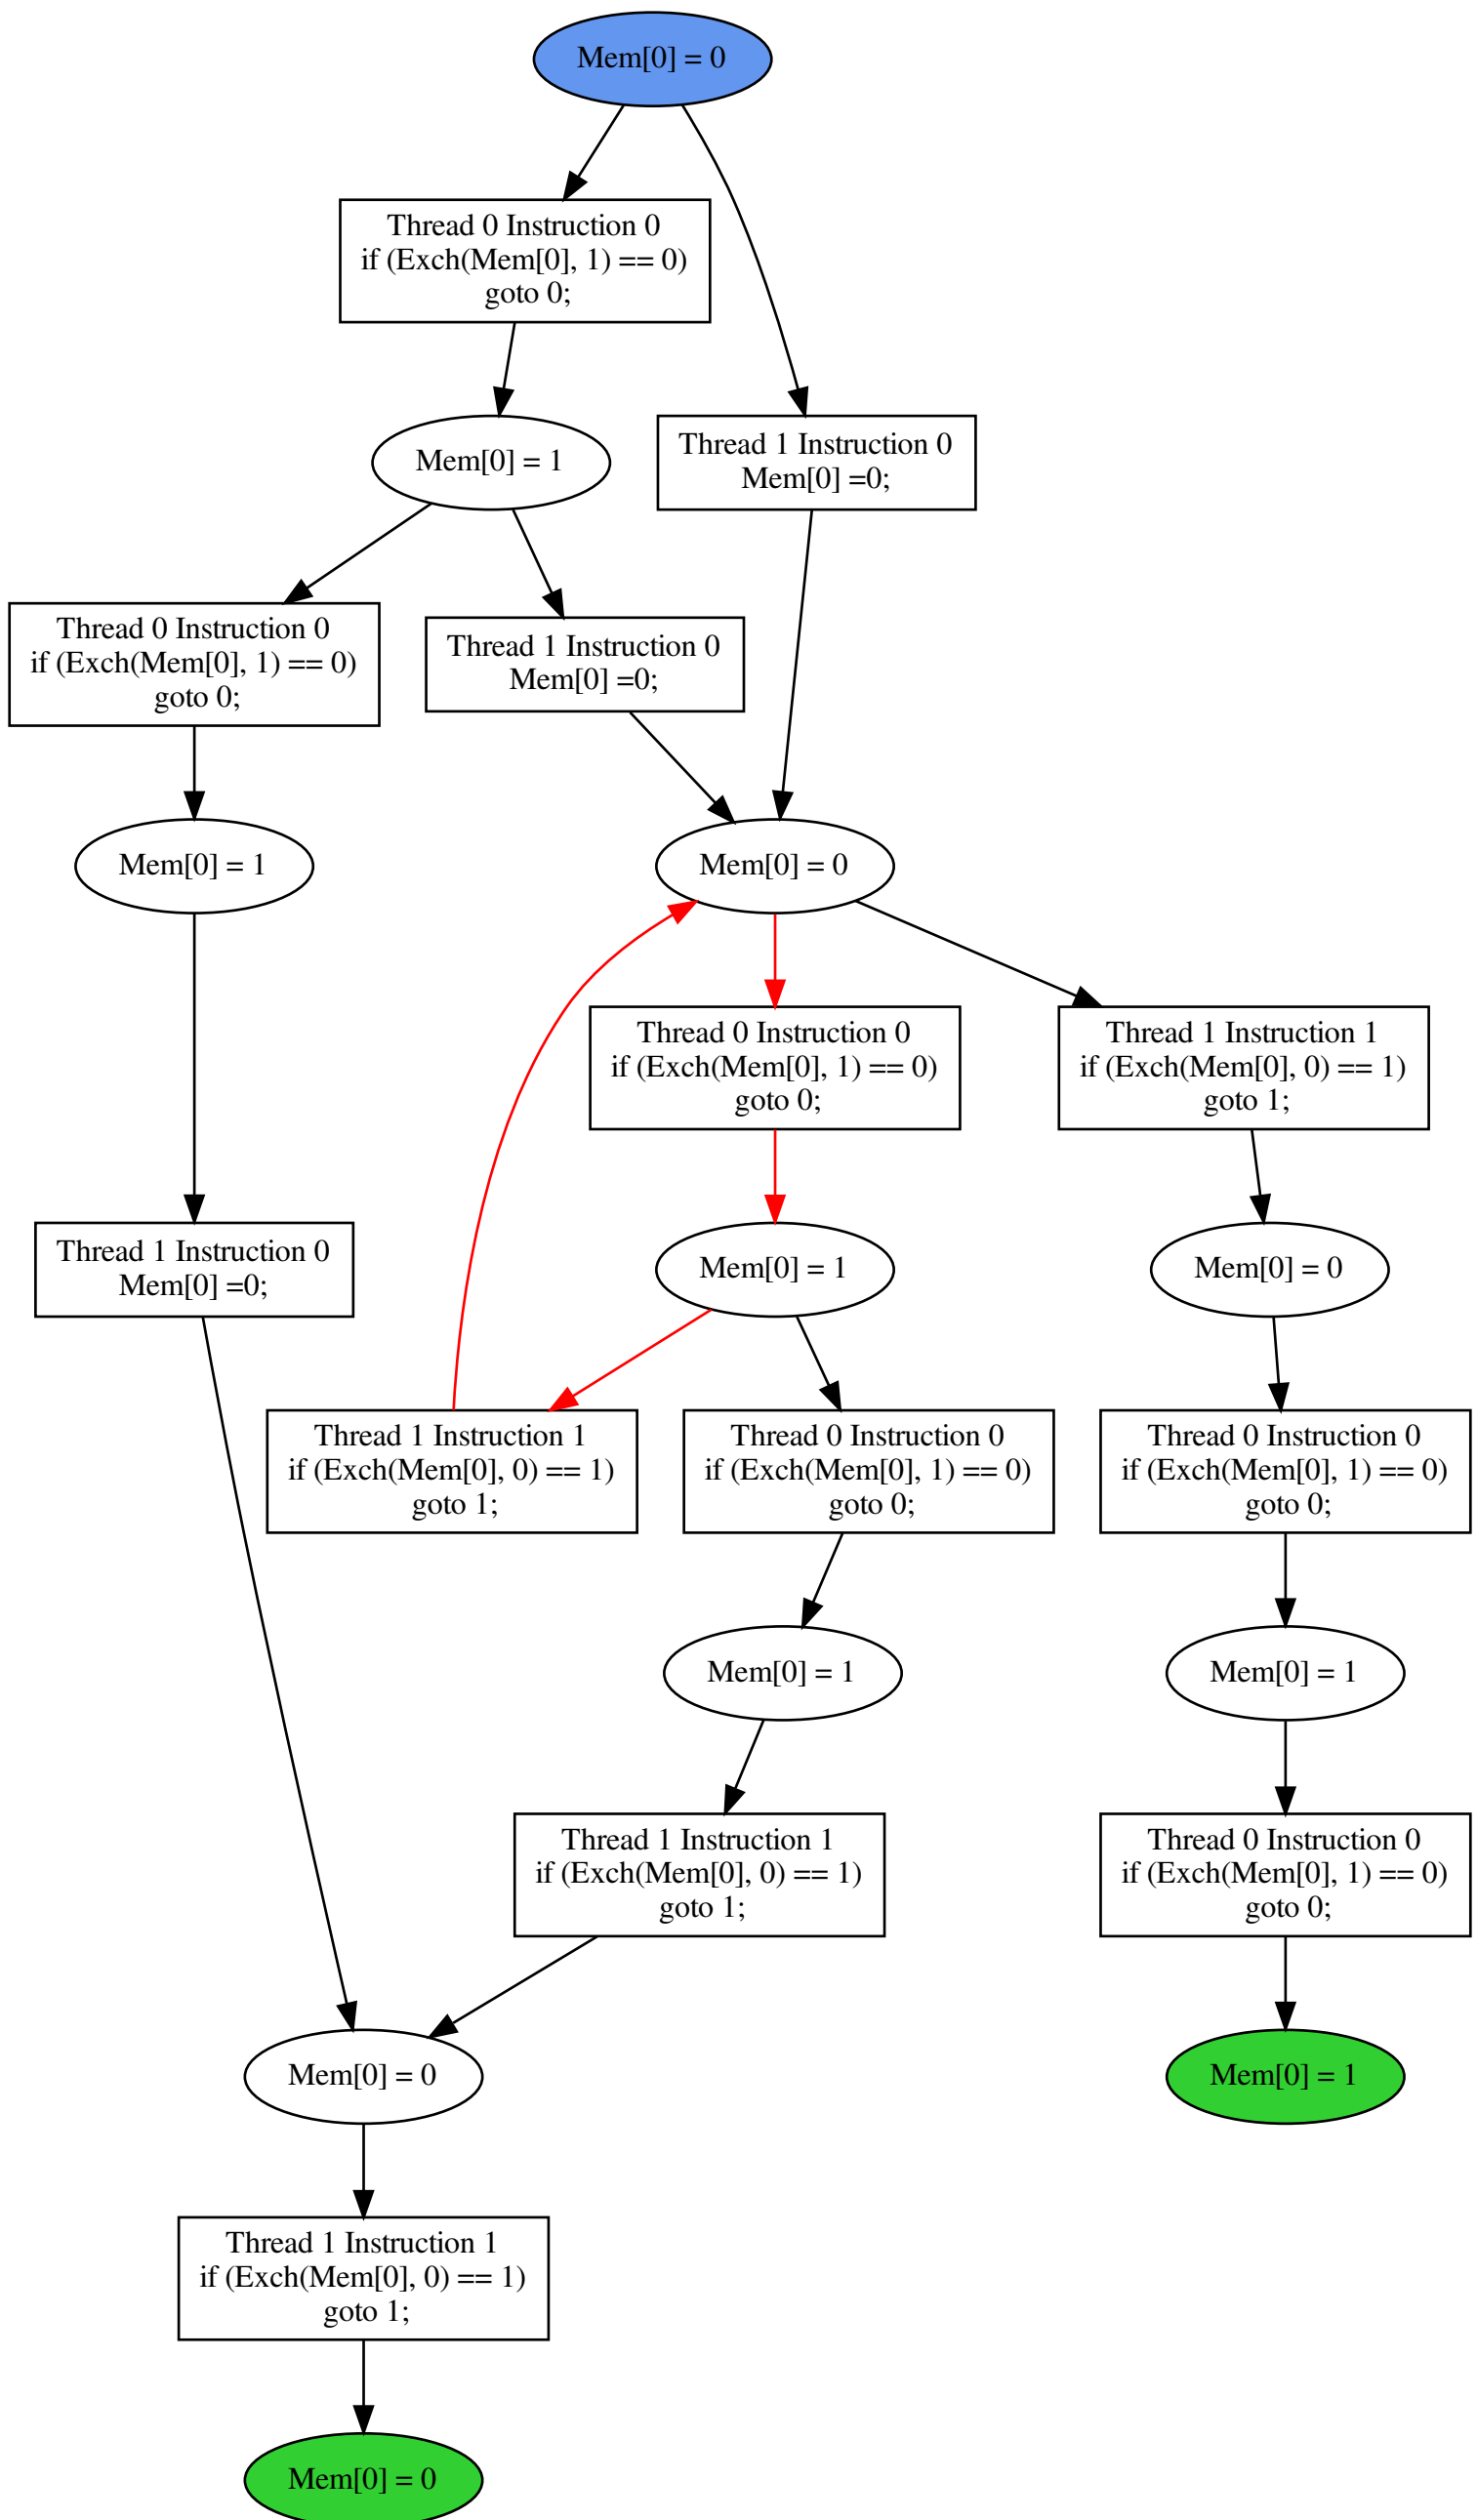 Mem[0] = 0
Thread 0 Instruction 0
if (Exch(Mem[0], 1) == 0)
goto 0;
Mem[0] = 1
Thread 1 Instruction 0
Mem[0] =0;
Thread 0 Instruction 0
if (Exch(Mem[0], 1) == 0)
goto 0;
Thread 1 Instruction 0
Mem[0] =0;
Mem[0] = 1
Mem[0] = 0
Thread 0 Instruction 0
if (Exch(Mem[0], 1) == 0)
goto 0;
Thread 1 Instruction 1
if (Exch(Mem[0], 0) == 1)
goto 1;
Thread 1 Instruction 0
Mem[0] =0;
Mem[0] = 1
Mem[0] = 0
Thread 1 Instruction 1
if (Exch(Mem[0], 0) == 1)
goto 1;
Thread 0 Instruction 0
if (Exch(Mem[0], 1) == 0)
goto 0;
Thread 0 Instruction 0
if (Exch(Mem[0], 1) == 0)
goto 0;
Mem[0] = 1
Mem[0] = 1
Thread 1 Instruction 1
if (Exch(Mem[0], 0) == 1)
goto 1;
Thread 0 Instruction 0
if (Exch(Mem[0], 1) == 0)
goto 0;
Mem[0] = 0
Mem[0] = 1
Thread 1 Instruction 1
if (Exch(Mem[0], 0) == 1)
goto 1;
Mem[0] = 0